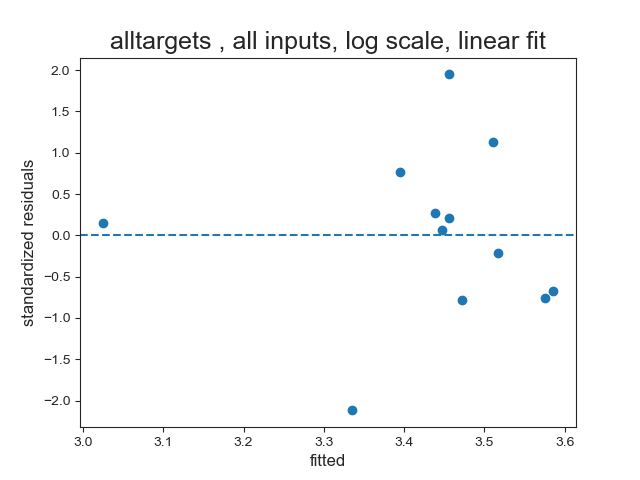 alltargets , all inputs, log scale, linear fit
2.0
1.5
1.0
0.5
0.0
−0.5
−1.0
−1.5
−2.0
standardized residuals
3.0 3.1 3.2 3.3 3.4 3.5 3.6
fitted